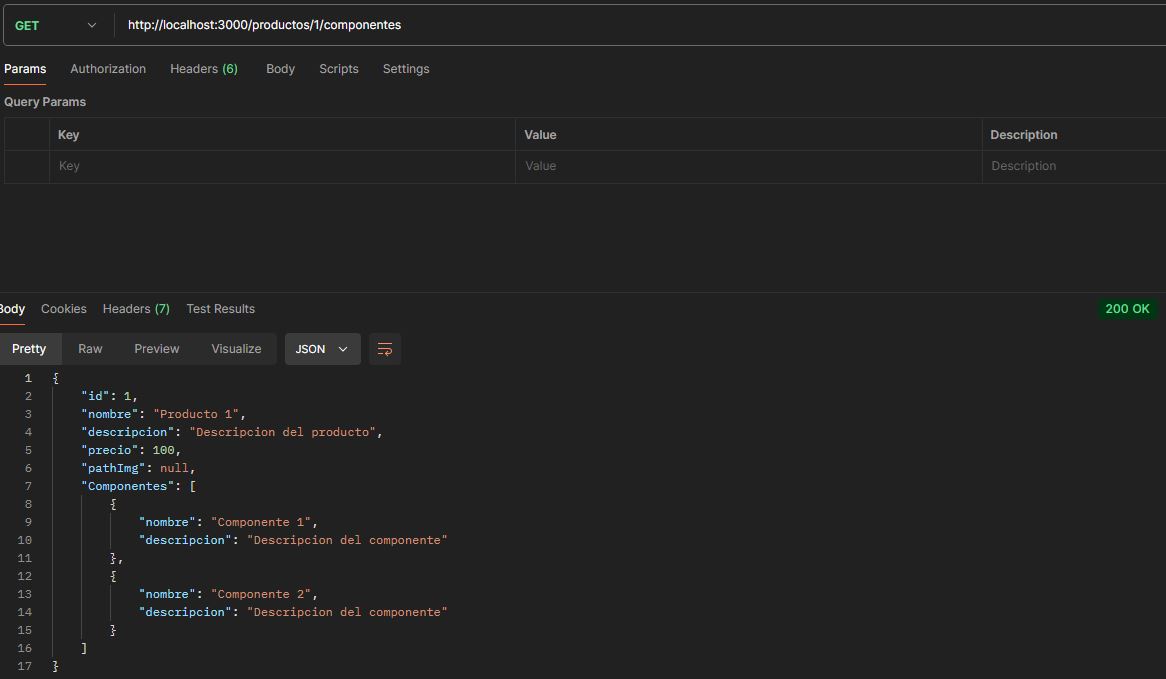 GET http://localhost:3000/productos/1/componentes
Params Authorization Headers (6) Body Scripts Settings
Query Params
Key Value Description
Key Value Description
Body Cookies Headers (7) Test Results 200 OK
Pretty Raw Preview Visualize JSON
1 {
2 "id": 1,
3 "nombre": "Producto 1",
4 "descripcion": "Descripcion del producto",
5 "precio": 100,
6 "pathImg": null,
7 "Componentes": [
8 {
9 "nombre": "Componente 1",
10 "descripcion": "Descripcion del componente"
11 },
12 {
13 "nombre": "Componente 2",
14 "descripcion": "Descripcion del componente"
15 }
16 ]
17 }